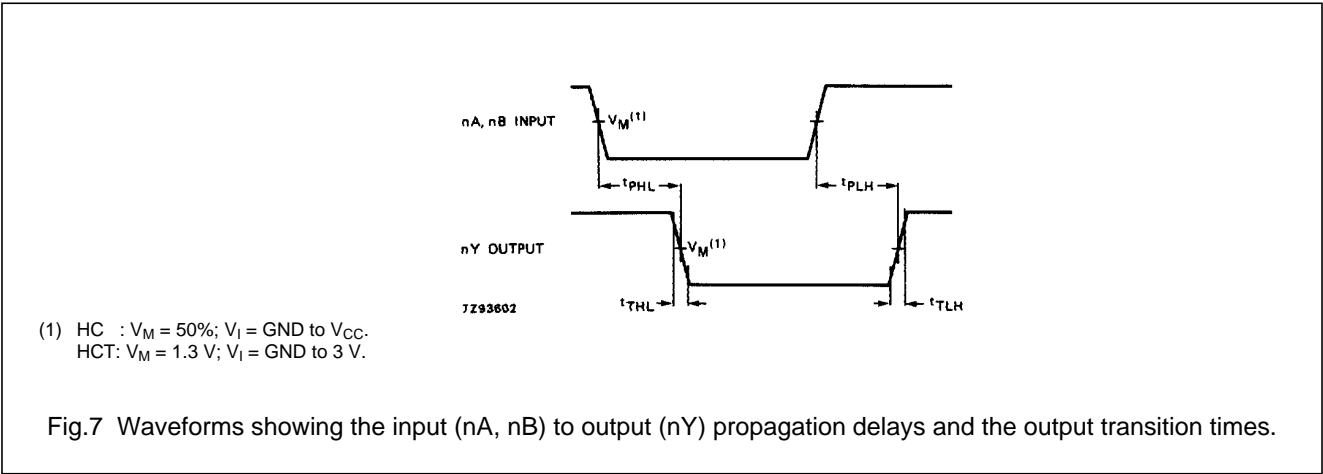 nA, nB INPUT
VM(1)
tPHL
tPLH
nY OUTPUT
VM(1)
tTHL
tTLH
7Z93602
(1) HC : VM = 50%; VI = GND to VCC.
HCT: VM = 1.3 V; VI = GND to 3 V.
Fig.7 Waveforms showing the input (nA, nB) to output (nY) propagation delays and the output transition times.